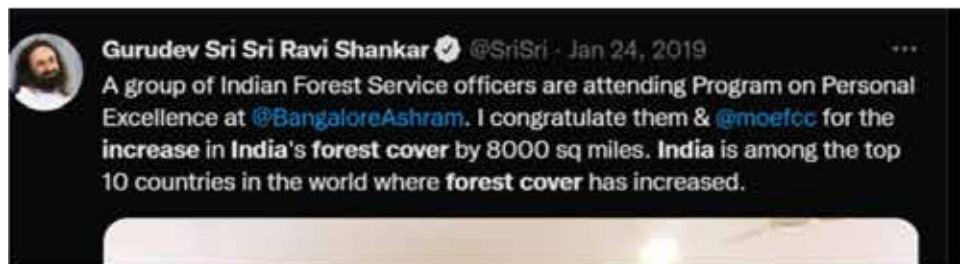 Gurudev Sri Sri Ravi Shankar @SriSri · Jan 24, 2019
A group of Indian Forest Service officers are attending Program on Personal
Excellence at @BangaloreAshram. I congratulate them & @moefcc for the
increase in India's forest cover by 8000 sq miles. India is among the top
10 countries in the world where forest cover has increased.